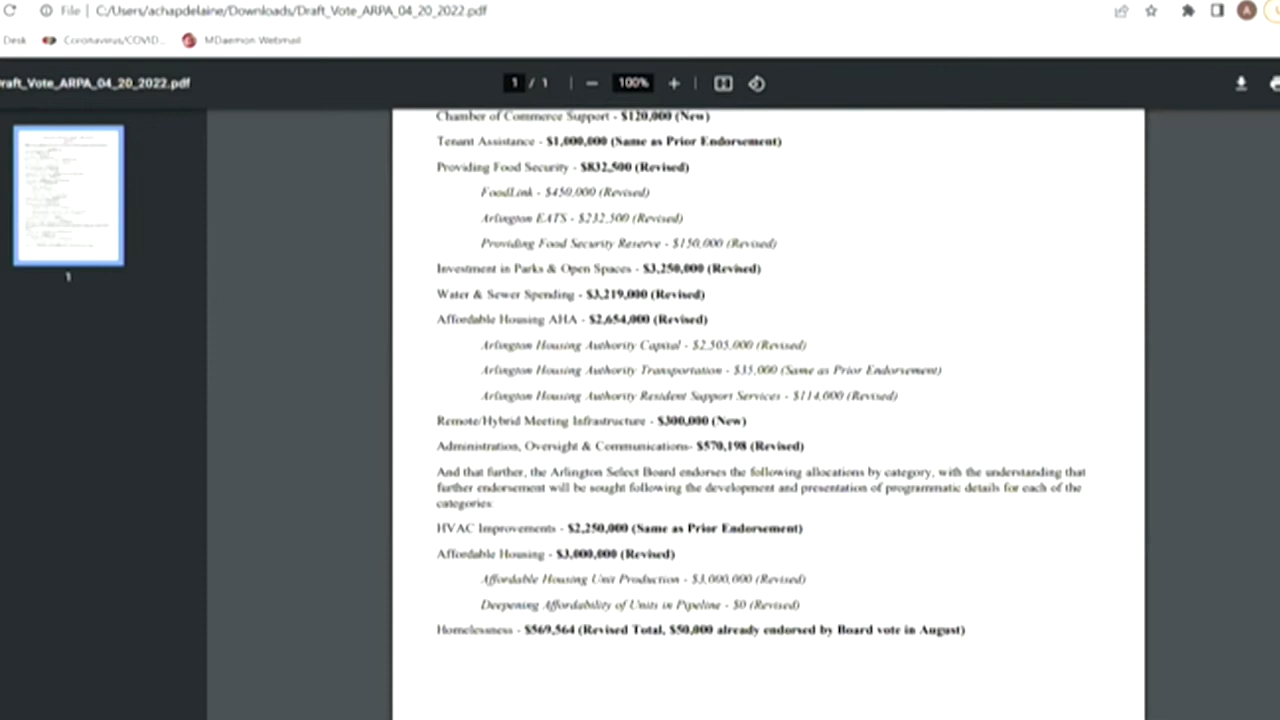 File | C:/Users/achapdelaine/Downloads/Draft_Vote_ARPA_04_20_2022.pdf
Desk Coronavirus/COVID... MDaemon Webmail
raft_Vote_ARPA_04_20_2022.pdf 1 / 1 | − 100% + |
Chamber of Commerce Support - $120,000 (New)
Tenant Assistance - $1,000,000 (Same as Prior Endorsement)
Providing Food Security - $832,500 (Revised)
FoodLink - $450,000 (Revised)
Arlington EATS - $232,500 (Revised)
Providing Food Security Reserve - $150,000 (Revised)
Investment in Parks & Open Spaces - $3,250,000 (Revised)
Water & Sewer Spending - $3,219,000 (Revised)
Affordable Housing AHA - $2,654,000 (Revised)
Arlington Housing Authority Capital - $2,505,000 (Revised)
Arlington Housing Authority Transportation - $35,000 (Same as Prior Endorsement)
Arlington Housing Authority Resident Support Services - $114,000 (Revised)
Remote/Hybrid Meeting Infrastructure - $300,000 (New)
Administration, Oversight & Communications- $570,198 (Revised)
And that further, the Arlington Select Board endorses the following allocations by category, with the understanding that
further endorsement will be sought following the development and presentation of programmatic details for each of the
categories:
HVAC Improvements - $2,250,000 (Same as Prior Endorsement)
Affordable Housing - $3,000,000 (Revised)
Affordable Housing Unit Production - $3,000,000 (Revised)
Deepening Affordability of Units in Pipeline - $0 (Revised)
Homelessness - $569,564 (Revised Total, $50,000 already endorsed by Board vote in August)
1
A